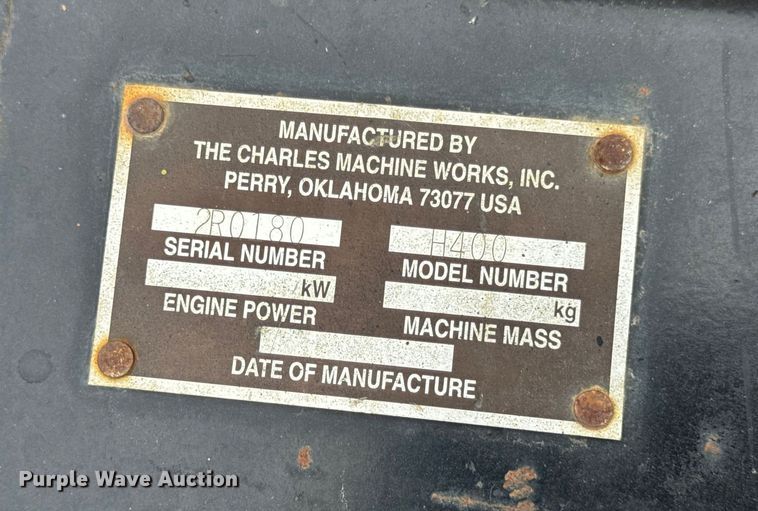 MANUFACTURED BY
THE CHARLES MACHINE WORKS, INC.
PERRY, OKLAHOMA 73077 USA
2R0180 H400
SERIAL NUMBER MODEL NUMBER
kW kg
ENGINE POWER MACHINE MASS
DATE OF MANUFACTURE
Purple Wave Auction